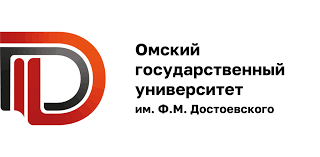 Омский
государственный
университет
им. Ф.М. Достоевского